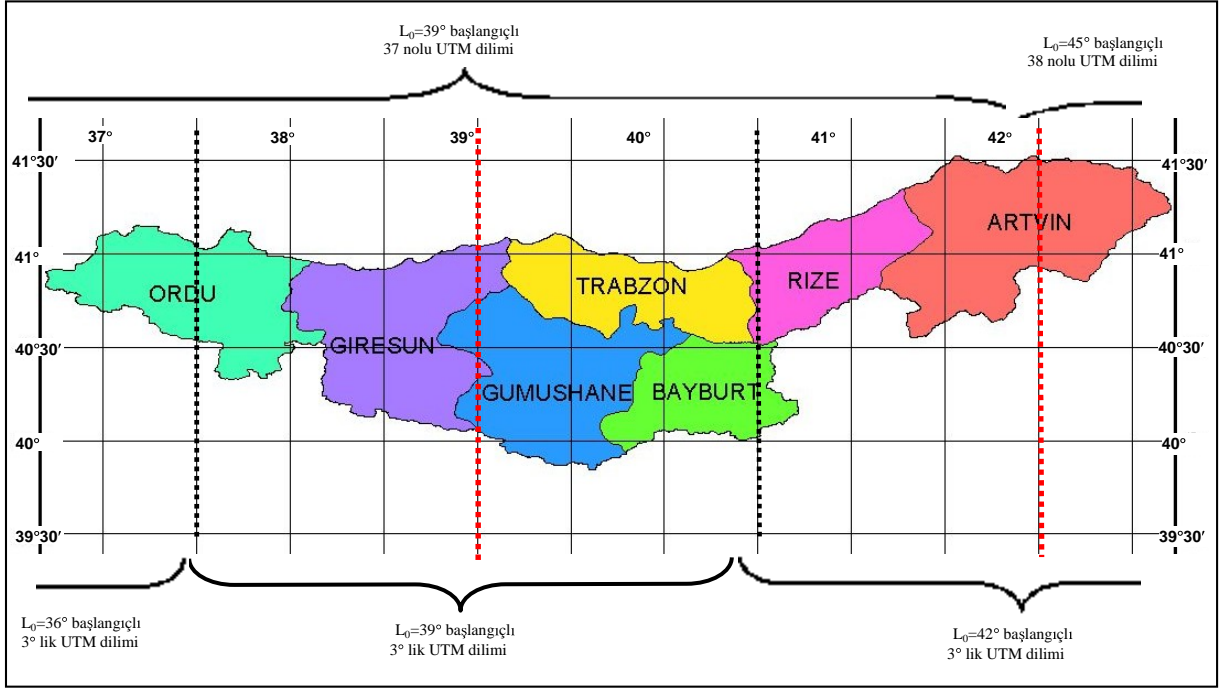 L₀=39° başlangıçlı
37 nolu UTM dilimi
L₀=45° başlangıçlı
38 nolu UTM dilimi
37° 38° 39° 40° 41° 42°
41°30′ 41°30′
ARTVIN
41° 41°
RIZE
TRABZON
ORDU
40°30′ 40°30′
GIRESUN
GUMUSHANE BAYBURT
40° 40°
39°30′ 39°30′
L₀=36° başlangıçlı
3° lik UTM dilimi
L₀=39° başlangıçlı
3° lik UTM dilimi
L₀=42° başlangıçlı
3° lik UTM dilimi